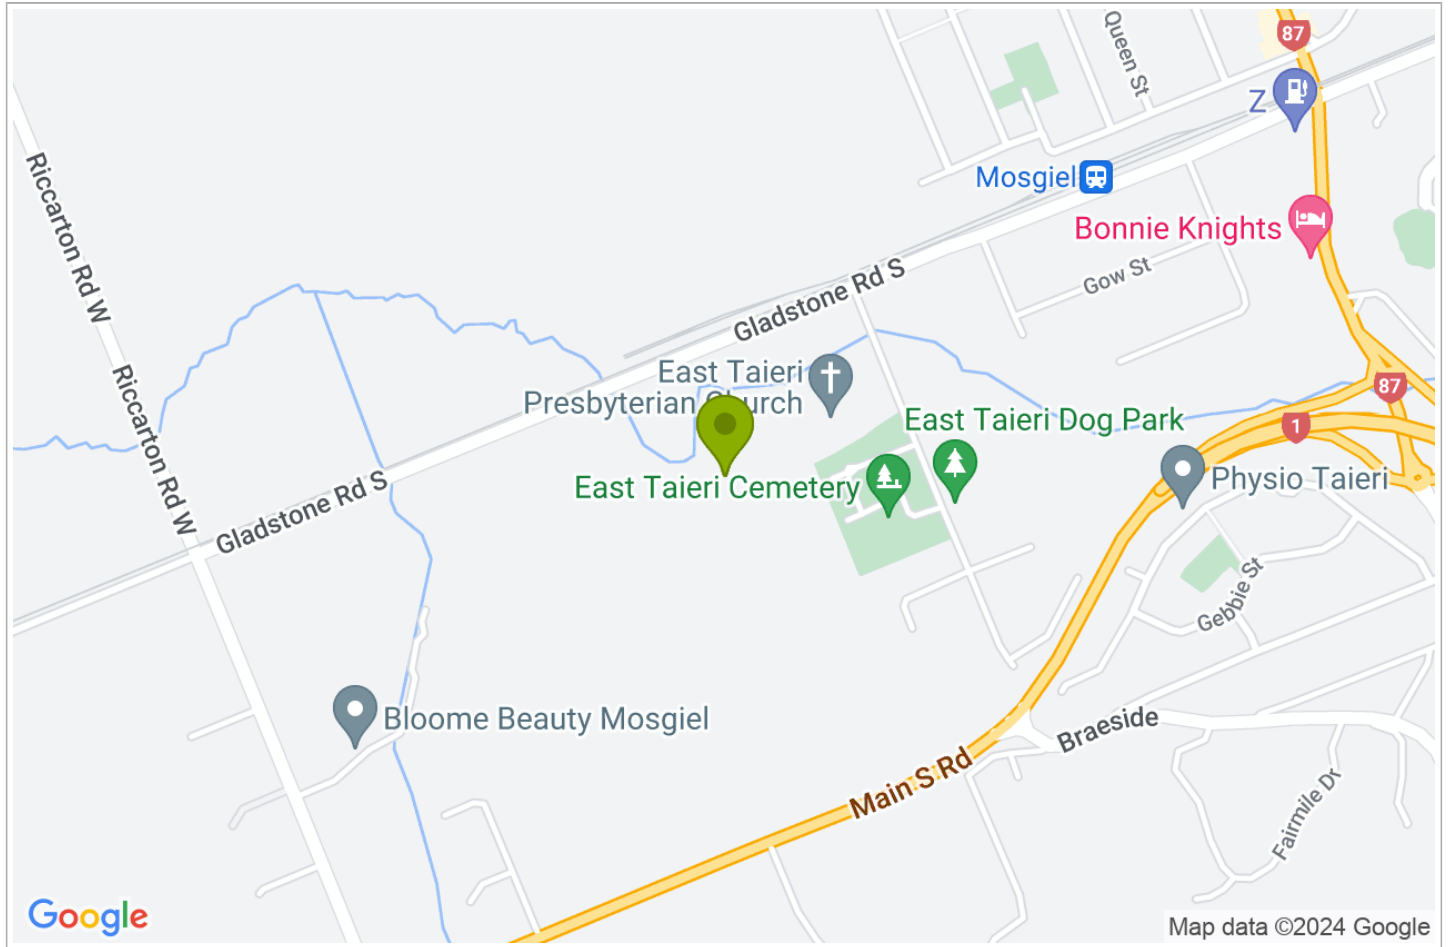 87
Queen St
Z
Riccarton Rd W
Mosgiel
Bonnie Knights
Gow St
Gladstone Rd S
East Taieri
Presbyterian Church
Riccarton Rd W
87
1
East Taieri Dog Park
Physio Taieri
East Taieri Cemetery
Gladstone Rd S
Gebbie St
Bloome Beauty Mosgiel
Braeside
Main S Rd
Fairmile Dr
Google
Map data ©2024 Google